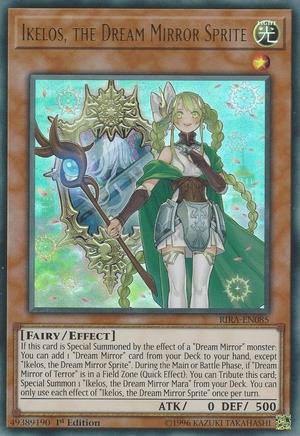 Ikelos, the Dream Mirror Sprite
光
RIRA-EN085
[Fairy/Effect]
If this card is Special Summoned by the effect of a "Dream Mirror" monster:
You can add 1 "Dream Mirror" card from your Deck to your hand, except
"Ikelos, the Dream Mirror Sprite". During the Main or Battle Phase, if "Dream
Mirror of Terror" is in a Field Zone (Quick Effect): You can Tribute this card;
Special Summon 1 "Ikelos, the Dream Mirror Mara" from your Deck. You can
only use each effect of "Ikelos, the Dream Mirror Sprite" once per turn.
ATK/ 0 DEF/ 500
49389190 1st Edition ©1996 KAZUKI TAKAHASHI